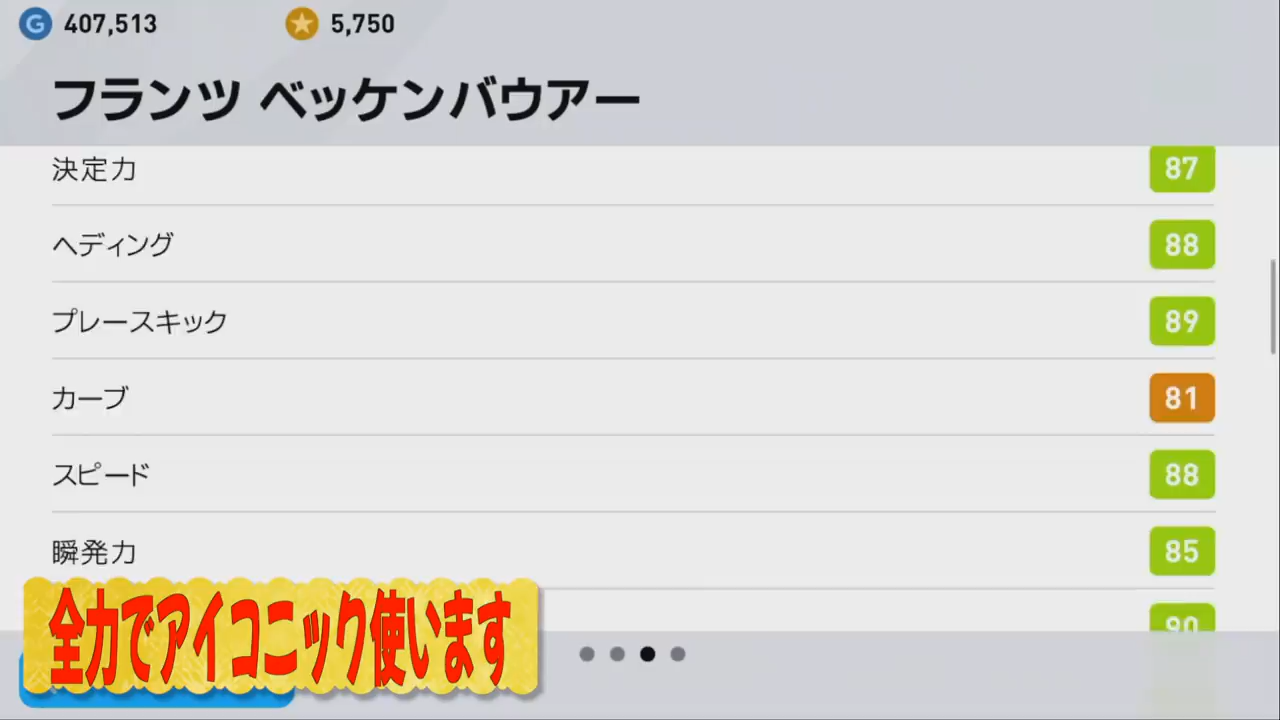 G 407,513 5,750
フランツ ベッケンバウアー
決定力 87
ヘディング 88
プレースキック 89
カーブ 81
スピード 88
瞬発力 85
90
全力でアイコニック使います